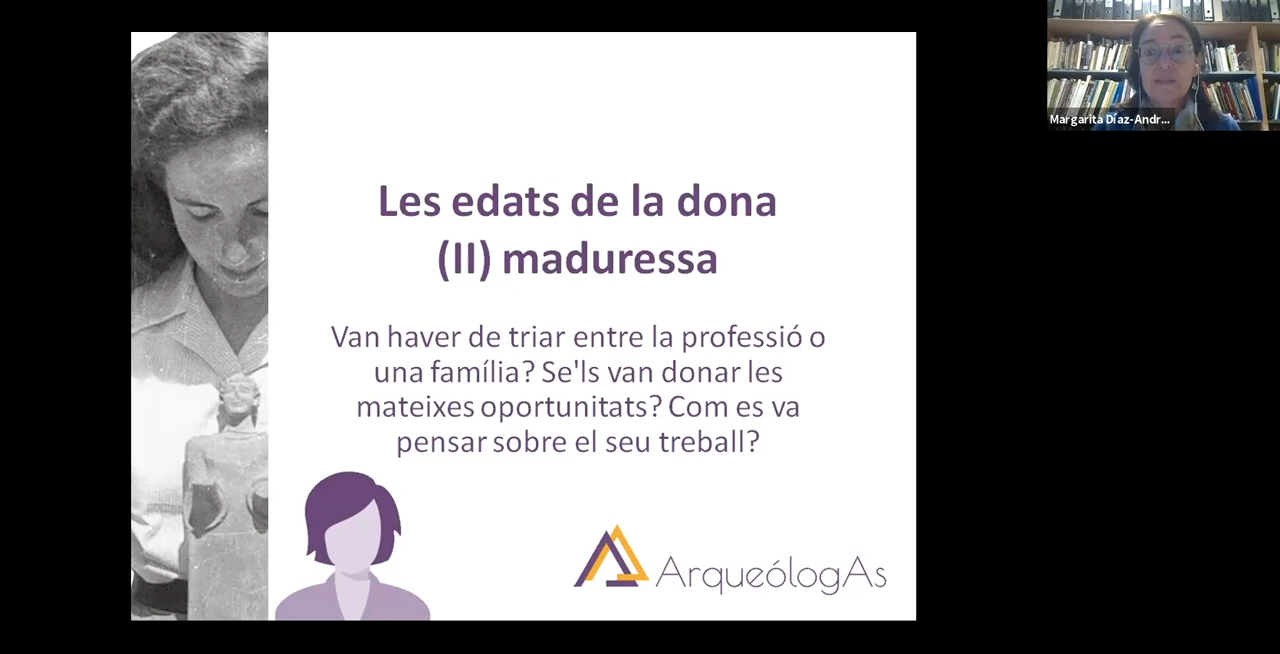 Les edats de la dona
(II) maduressa
Van haver de triar entre la professió o
una família? Se'ls van donar les
mateixes oportunitats? Com es va
pensar sobre el seu treball?
ArqueólogAs
Margarita Díaz-Andr...